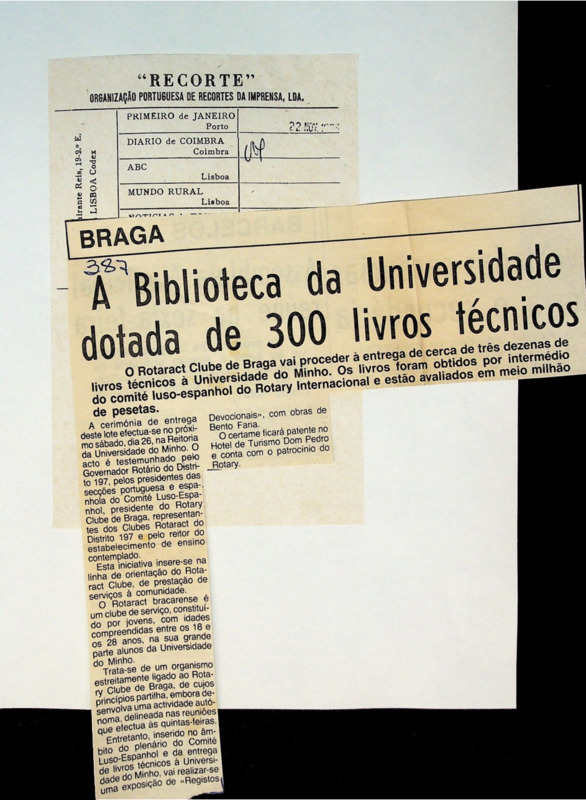 “RECORTE”
ORGANIZAÇÃO PORTUGUESA DE RECORTES DA IMPRENSA, LDA.
irante Reis, 19-2.º E.
LISBOA Codex
PRIMEIRO de JANEIRO
Porto
22 NOV.
DIARIO de COIMBRA
Coimbra
ABC
Lisboa
MUNDO RURAL
Lisboa
BRAGA
387
A Biblioteca da Universidade
dotada de 300 livros técnicos
O Rotaract Clube de Braga vai proceder à entrega de cerca de três dezenas de
livros técnicos à Universidade do Minho. Os livros foram obtidos por intermédio
do comité luso-espanhol do Rotary Internacional e estão avaliados em meio milhão
de pesetas.
A cerimónia de entrega
deste lote efectua-se no próxi-
mo sábado, dia 26, na Reitoria
da Universidade do Minho. O
acto é testemunhado pelo
Governador Rotário do Distri-
to 197, pelos presidentes das
secções portuguesa e espa-
nhola do Comité Luso-Espa-
nhol, presidente do Rotary
Clube de Braga, representan-
tes dos Clubes Rotaract do
Distrito 197 e pelo reitor do
estabelecimento de ensino
contemplado.
Esta iniciativa insere-se na
linha de orientação do Rota-
ract Clube, de prestação de
serviços à comunidade.
O Rotaract bracarense é
um clube de serviço, constituí-
do por jovens, com idades
compreendidas entre os 18 e
os 28 anos, na sua grande
parte alunos da Universidade
do Minho.
Trata-se de um organismo
estreitamente ligado ao Rota-
ry Clube de Braga, de cujos
princípios partilha, embora de-
senvolva uma actividade autó-
noma, delineada nas reuniões
que efectua às quintas-feiras.
Entretanto, inserido no âm-
bito do plenário do Comité
Luso-Espanhol e da entrega
de livros técnicos à Universi-
dade do Minho, vai realizar-se
uma exposição de «Registos
Devocionais», com obras de
Bento Faria.
O certame ficará patente no
Hotel de Turismo Dom Pedro
e conta com o patrocínio do
Rotary.